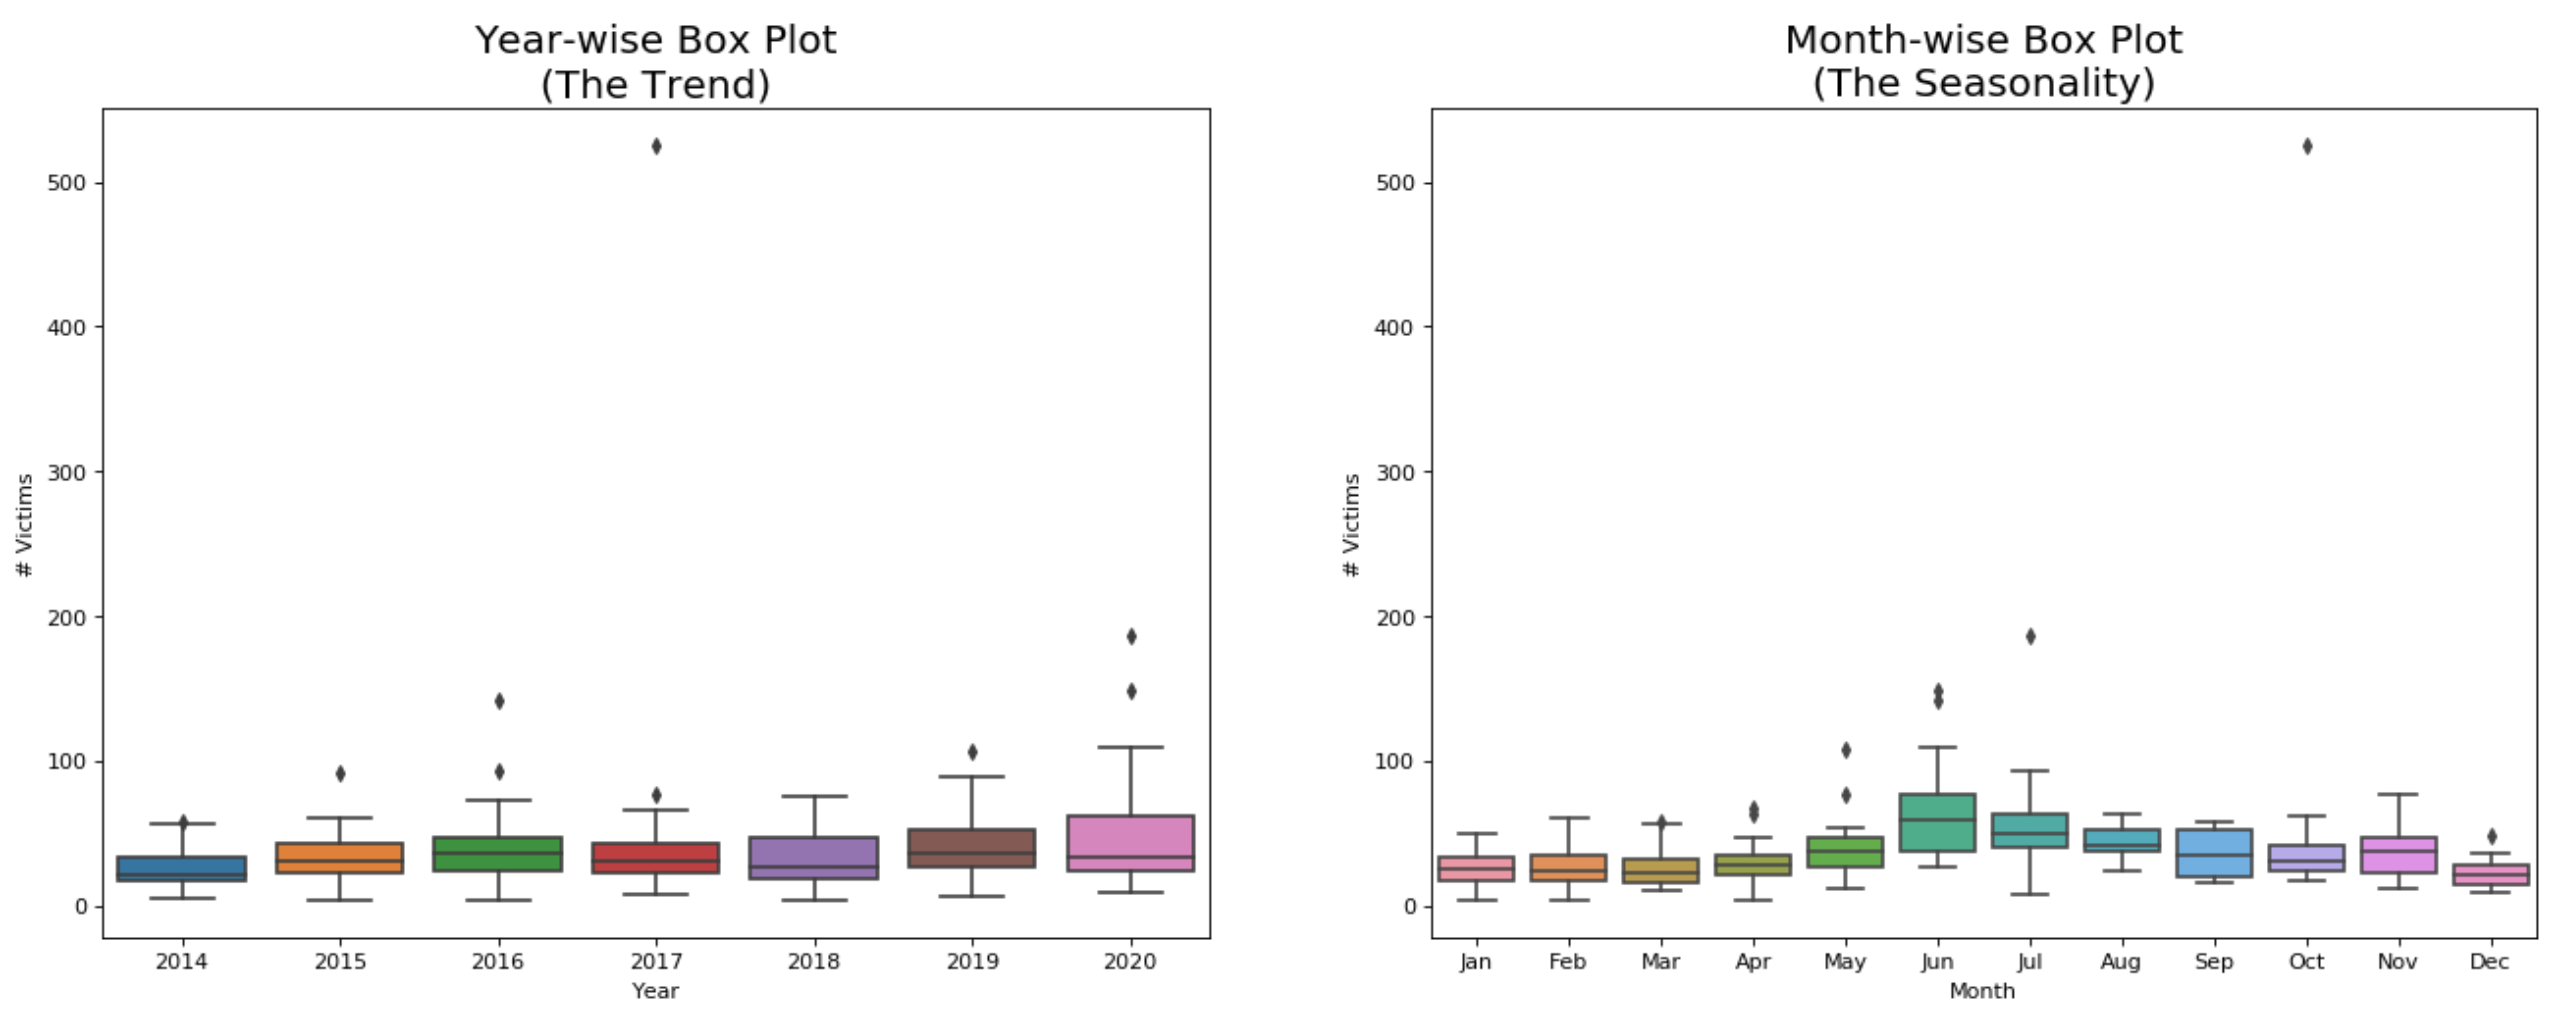 Year-wise Box Plot
(The Trend)
# Victims
500
400
300
200
100
0
2014 2015 2016 2017 2018 2019 2020
Year
Month-wise Box Plot
(The Seasonality)
# Victims
500
400
300
200
100
0
Jan Feb Mar Apr May Jun Jul Aug Sep Oct Nov Dec
Month